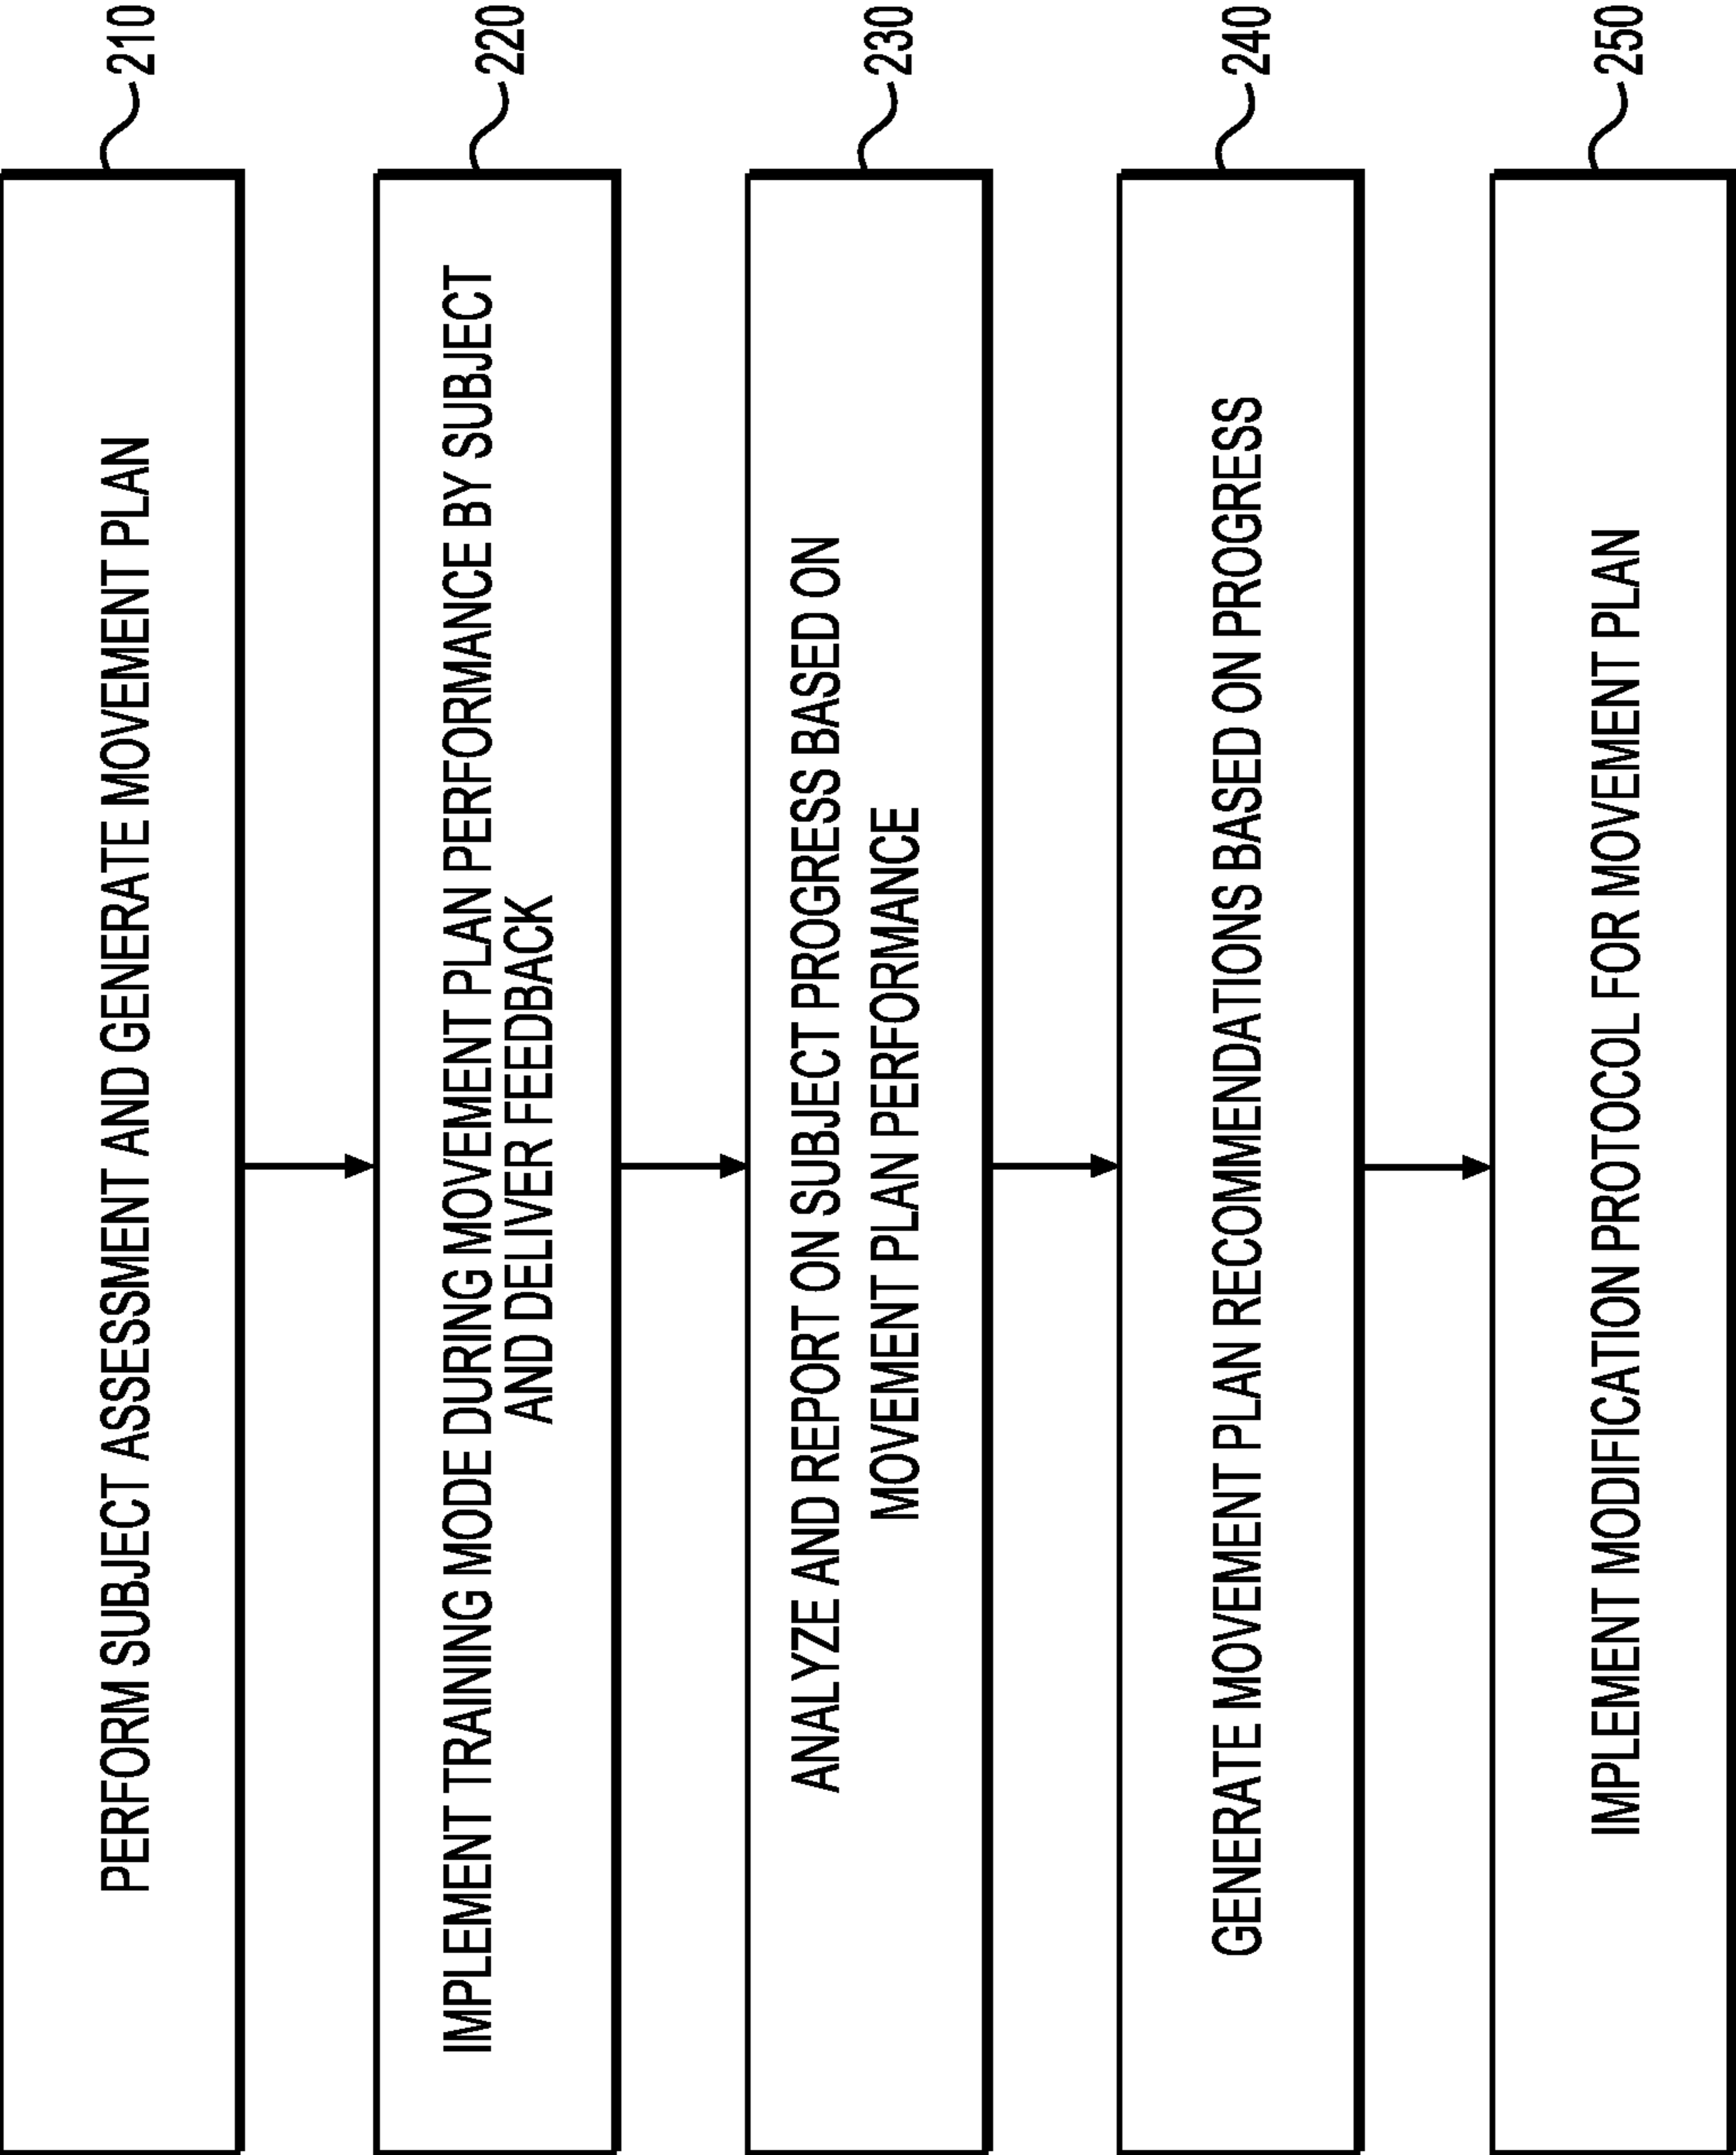 PERFORM SUBJECT ASSESSMENT AND GENERATE MOVEMENT PLAN
210
IMPLEMENT TRAINING MODE DURING MOVEMENT PLAN PERFORMANCE BY SUBJECT
AND DELIVER FEEDBACK
220
ANALYZE AND REPORT ON SUBJECT PROGRESS BASED ON
MOVEMENT PLAN PERFORMANCE
230
GENERATE MOVEMENT PLAN RECOMMENDATIONS BASED ON PROGRESS
240
IMPLEMENT MODIFICATION PROTOCOL FOR MOVEMENT PLAN
250